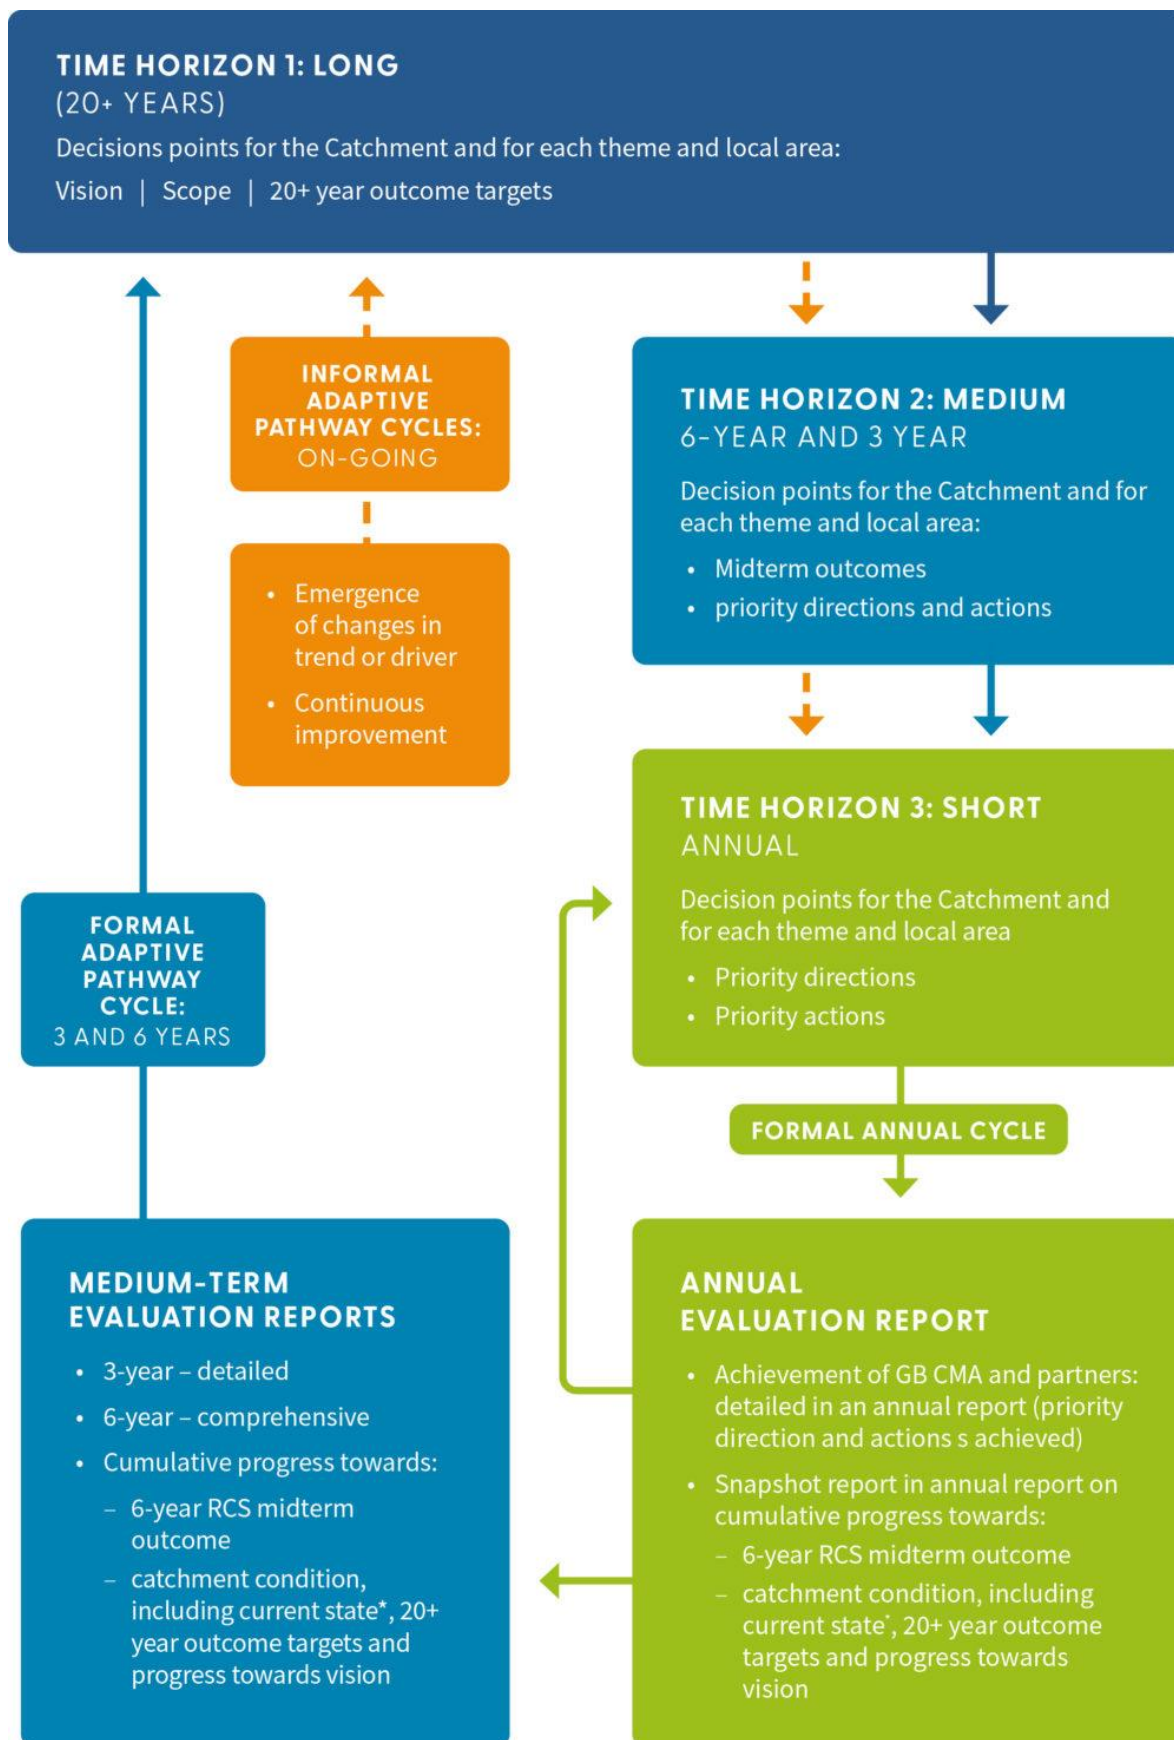 TIME HORIZON 1: LONG
(20+ YEARS)
Decisions points for the Catchment and for each theme and local area:
Vision | Scope | 20+ year outcome targets
INFORMAL
ADAPTIVE
PATHWAY CYCLES:
ON-GOING
• Emergence
of changes in
trend or driver
• Continuous
improvement
TIME HORIZON 2: MEDIUM
6-YEAR AND 3 YEAR
Decision points for the Catchment and for
each theme and local area:
• Midterm outcomes
• priority directions and actions
TIME HORIZON 3: SHORT
ANNUAL
Decision points for the Catchment and
for each theme and local area
• Priority directions
• Priority actions
FORMAL
ADAPTIVE
PATHWAY
CYCLE:
3 AND 6 YEARS
FORMAL ANNUAL CYCLE
MEDIUM-TERM
EVALUATION REPORTS
• 3-year – detailed
• 6-year – comprehensive
• Cumulative progress towards:
– 6-year RCS midterm
outcome
– catchment condition,
including current state*, 20+
year outcome targets and
progress towards vision
ANNUAL
EVALUATION REPORT
• Achievement of GB CMA and partners:
detailed in an annual report (priority
direction and actions s achieved)
• Snapshot report in annual report on
cumulative progress towards:
– 6-year RCS midterm outcome
– catchment condition, including
current state*, 20+ year outcome
targets and progress towards
vision